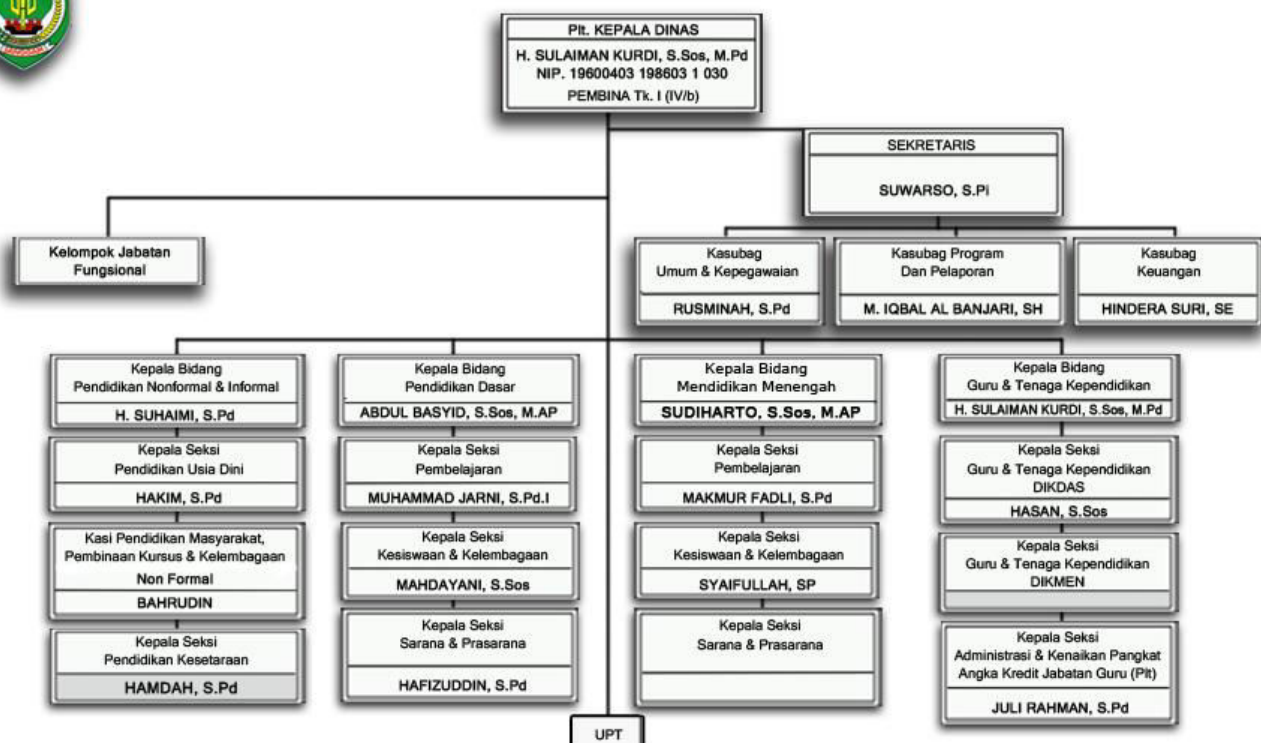 Plt. KEPALA DINAS
H. SULAIMAN KURDI, S.Sos, M.Pd
NIP. 19600403 198603 1 030
PEMBINA Tk. I (IV/b)
SEKRETARIS
SUWARSO, S.Pi
Kelompok Jabatan
Fungsional
Kasubag
Umum & Kepegawaian
RUSMINAH, S.Pd
Kasubag Program
Dan Pelaporan
M. IQBAL AL BANJARI, SH
Kasubag
Keuangan
HINDERA SURI, SE
Kepala Bidang
Pendidikan Nonformal & Informal
H. SUHAIMI, S.Pd
Kepala Seksi
Pendidikan Usia Dini
HAKIM, S.Pd
Kasi Pendidikan Masyarakat,
Pembinaan Kursus & Kelembagaan
Non Formal
BAHRUDIN
Kepala Seksi
Pendidikan Kesetaraan
HAMDAH, S.Pd
Kepala Bidang
Pendidikan Dasar
ABDUL BASYID, S.Sos, M.AP
Kepala Seksi
Pembelajaran
MUHAMMAD JARNI, S.Pd.I
Kepala Seksi
Kesiswaan & Kelembagaan
MAHDAYANI, S.Sos
Kepala Seksi
Sarana & Prasarana
HAFIZUDDIN, S.Pd
Kepala Bidang
Mendidikan Menengah
SUDIHARTO, S.Sos, M.AP
Kepala Seksi
Pembelajaran
MAKMUR FADLI, S.Pd
Kepala Seksi
Kesiswaan & Kelembagaan
SYAIFULLAH, SP
Kepala Seksi
Sarana & Prasarana
Kepala Bidang
Guru & Tenaga Kependidikan
H. SULAIMAN KURDI, S.Sos, M.Pd
Kepala Seksi
Guru & Tenaga Kependidikan
DIKDAS
HASAN, S.Sos
Kepala Seksi
Guru & Tenaga Kependidikan
DIKMEN
Kepala Seksi
Administrasi & Kenaikan Pangkat
Angka Kredit Jabatan Guru (Plt)
JULI RAHMAN, S.Pd
UPT